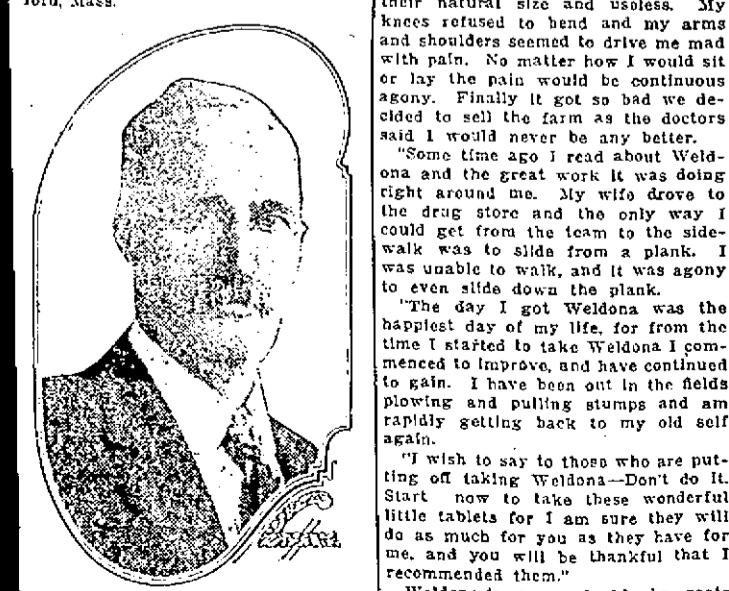 ford, Mass.
their natural size and useless. My
knees refused to bend and my arms
and shoulders seemed to drive me mad
with pain. No matter how I would sit
or lay the pain would be continuous
agony. Finally it got so bad we de-
cided to sell the farm as the doctors
said I would never be any better.
"Some time ago I read about Weld-
ona and the great work it was doing
right around me. My wife drove to
the drug store and the only way I
could get from the team to the side-
walk was to slide from a plank. I
was unable to walk, and it was agony
to even slide down the plank.
"The day I got Weldona was the
happiest day of my life, for from the
time I started to take Weldona I com-
menced to improve, and have continued
to gain. I have been out in the fields
plowing and pulling stumps and am
rapidly getting back to my old self
again.
"I wish to say to those who are put-
ting off taking Weldona—Don't do it.
Start now to take these wonderful
little tablets for I am sure they will
do as much for you as they have for
me, and you will be thankful that I
recommended them."